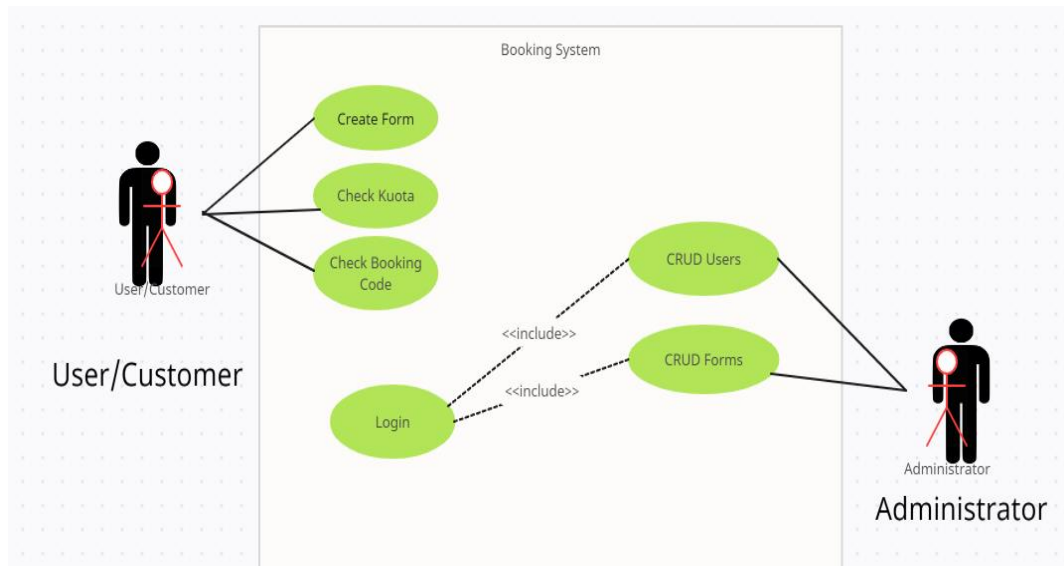 Booking System
Create Form
Check Kuota
Check Booking
Code
User/Customer
User/Customer
CRUD Users
<<include>>
CRUD Forms
<<include>>
Login
Administrator
Administrator